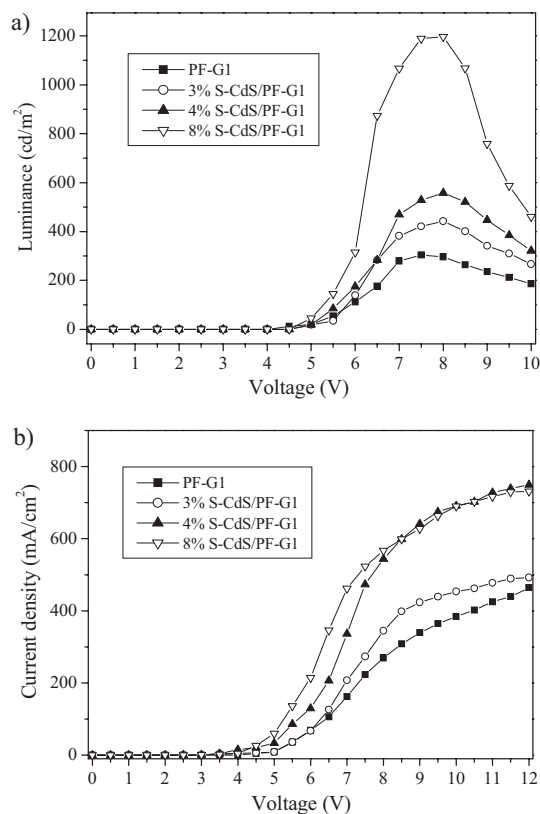 a)
1200
1000
800
600
400
200
0
Luminance (cd/m²)
PF-G1
3% S-CdS/PF-G1
4% S-CdS/PF-G1
8% S-CdS/PF-G1
0 1 2 3 4 5 6 7 8 9 10
Voltage (V)
b)
800
600
400
200
0
Current density (mA/cm²)
PF-G1
3% S-CdS/PF-G1
4% S-CdS/PF-G1
8% S-CdS/PF-G1
0 1 2 3 4 5 6 7 8 9 10 11 12
Voltage (V)